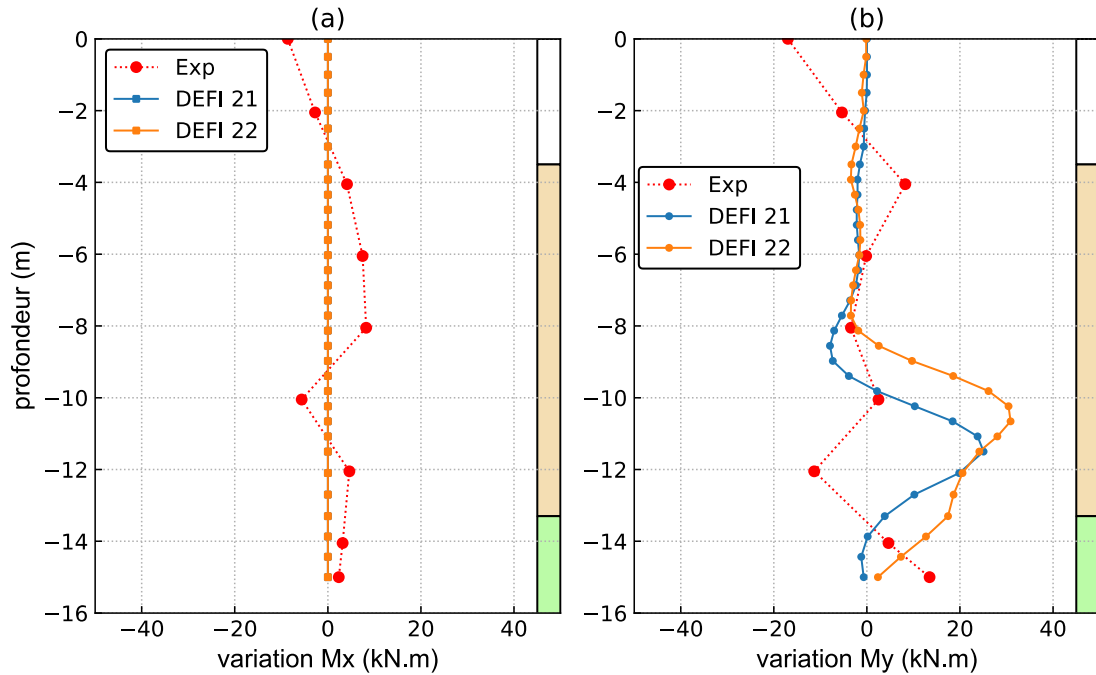 (a)
(b)
0
−2
−4
−6
−8
−10
−12
−14
−16
profondeur (m)
Exp
DEFI 21
DEFI 22
−40
−20
0
20
40
variation Mx (kN.m)
0
−2
−4
−6
−8
−10
−12
−14
−16
Exp
DEFI 21
DEFI 22
−40
−20
0
20
40
variation My (kN.m)